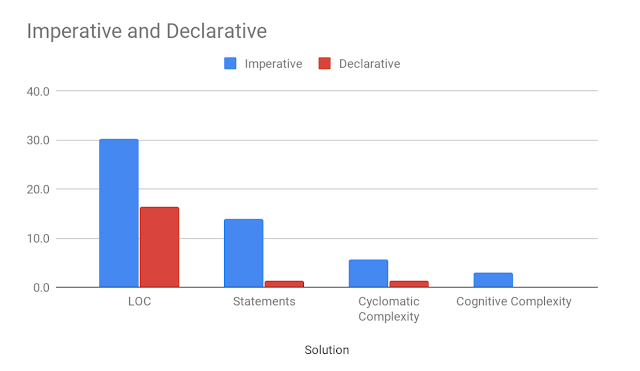 Imperative and Declarative
Imperative Declarative
40.0
30.0
20.0
10.0
0.0
LOC Statements Cyclomatic Complexity Cognitive Complexity
Solution